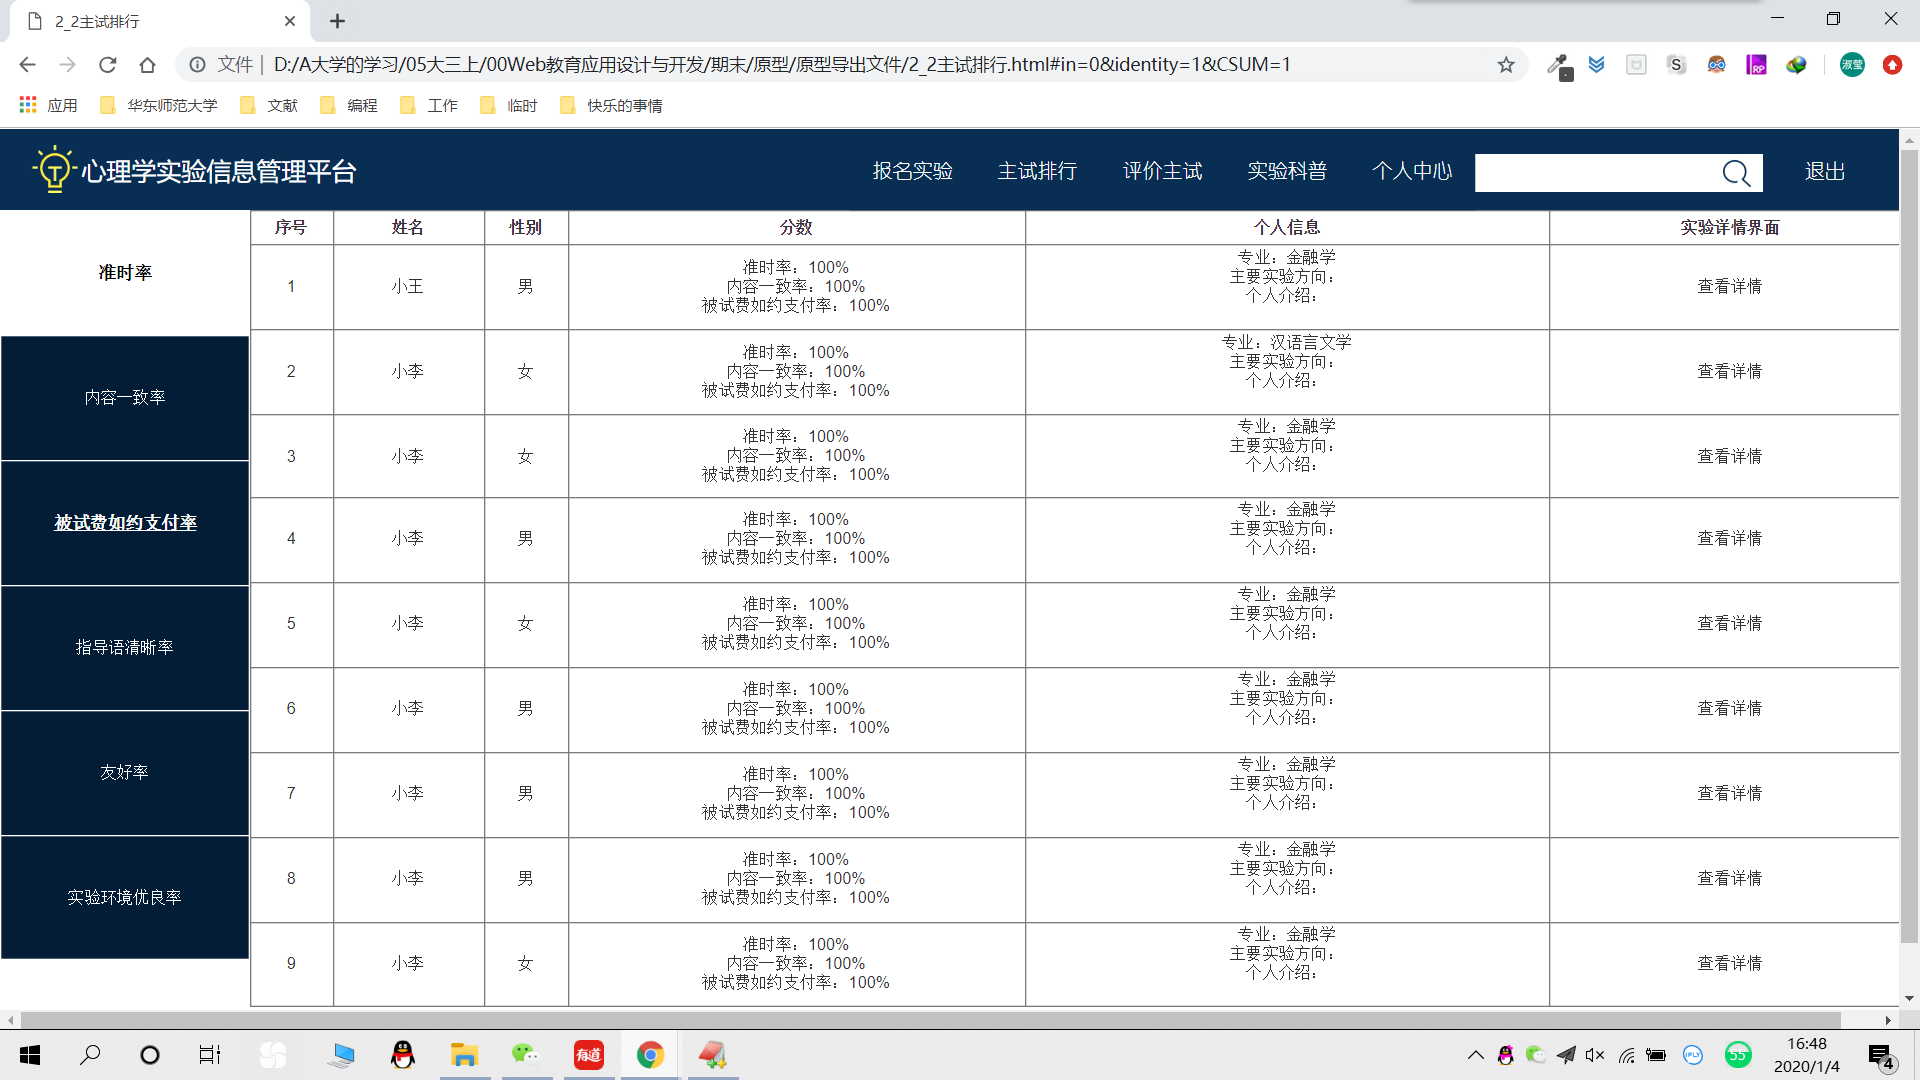 2_2主试排行
文件 | D:/A大学的学习/05大三上/00Web教育应用设计与开发/期末/原型/原型导出文件/2_2主试排行.html#in=0&identity=1&CSUM=1
应用 华东师范大学 文献 编程 工作 临时 快乐的事情
心理学实验信息管理平台 报名实验 主试排行 评价主试 实验科普 个人中心 退出
准时率
内容一致率
被试费如约支付率
指导语清晰率
友好率
实验环境优良率
序号 姓名 性别 分数 个人信息 实验详情界面
1 小王 男
准时率：100%
内容一致率：100%
被试费如约支付率：100%
专业：金融学
主要实验方向：
个人介绍：
查看详情
2 小李 女
准时率：100%
内容一致率：100%
被试费如约支付率：100%
专业：汉语言文学
主要实验方向：
个人介绍：
查看详情
3 小李 女
准时率：100%
内容一致率：100%
被试费如约支付率：100%
专业：金融学
主要实验方向：
个人介绍：
查看详情
4 小李 男
准时率：100%
内容一致率：100%
被试费如约支付率：100%
专业：金融学
主要实验方向：
个人介绍：
查看详情
5 小李 女
准时率：100%
内容一致率：100%
被试费如约支付率：100%
专业：金融学
主要实验方向：
个人介绍：
查看详情
6 小李 男
准时率：100%
内容一致率：100%
被试费如约支付率：100%
专业：金融学
主要实验方向：
个人介绍：
查看详情
7 小李 男
准时率：100%
内容一致率：100%
被试费如约支付率：100%
专业：金融学
主要实验方向：
个人介绍：
查看详情
8 小李 男
准时率：100%
内容一致率：100%
被试费如约支付率：100%
专业：金融学
主要实验方向：
个人介绍：
查看详情
9 小李 女
准时率：100%
内容一致率：100%
被试费如约支付率：100%
专业：金融学
主要实验方向：
个人介绍：
查看详情
淑莹
RP
S
有道
iFLY
55
16:48
2020/1/4
4